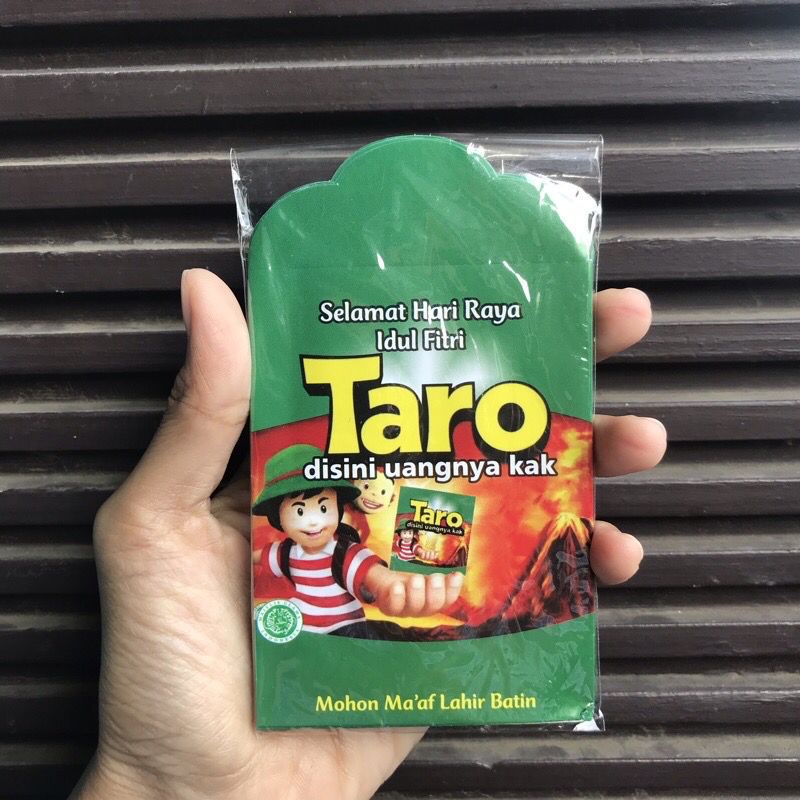 Selamat Hari Raya
Idul Fitri
Taro
disini uangnya kak
Taro
disini uangnya kak
Mohon Ma'af Lahir Batin